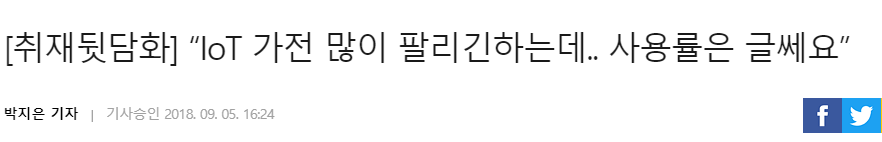 [취재뒷담화] “IoT 가전 많이 팔리긴하는데.. 사용률은 글쎄요”
박지은 기자 | 기사승인 2018. 09. 05. 16:24